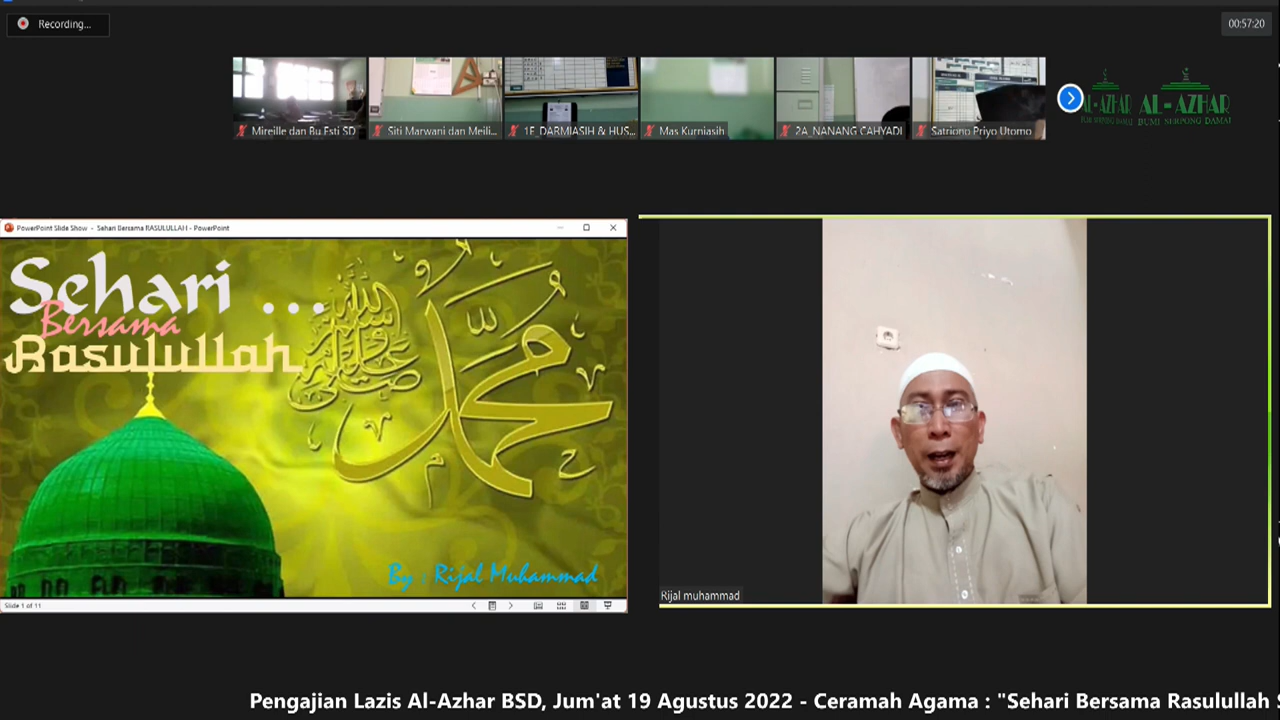 Recording...
00:57:20
Mireille dan Bu Esti SD
Siti Marwani dan Meili...
1E_DARMIASIH & HUS...
Mas Kurniasih
2A_NANANG CAHYADI
Satriono Priyo Utomo
AL-AZHAR
AL-AZHAR
BUMI SERPONG DAMAI
BUMI SERPONG DAMAI
PowerPoint Slide Show - Sehari Bersama RASULULLAH - PowerPoint
Sehari ...
Bersama
Rasulullah
محمد
صلى الله عليه وسلم
By : Rijal Muhammad
Slide 1 of 11
Rijal muhammad
Pengajian Lazis Al-Azhar BSD, Jum'at 19 Agustus 2022 - Ceramah Agama : "Sehari Bersama Rasulullah